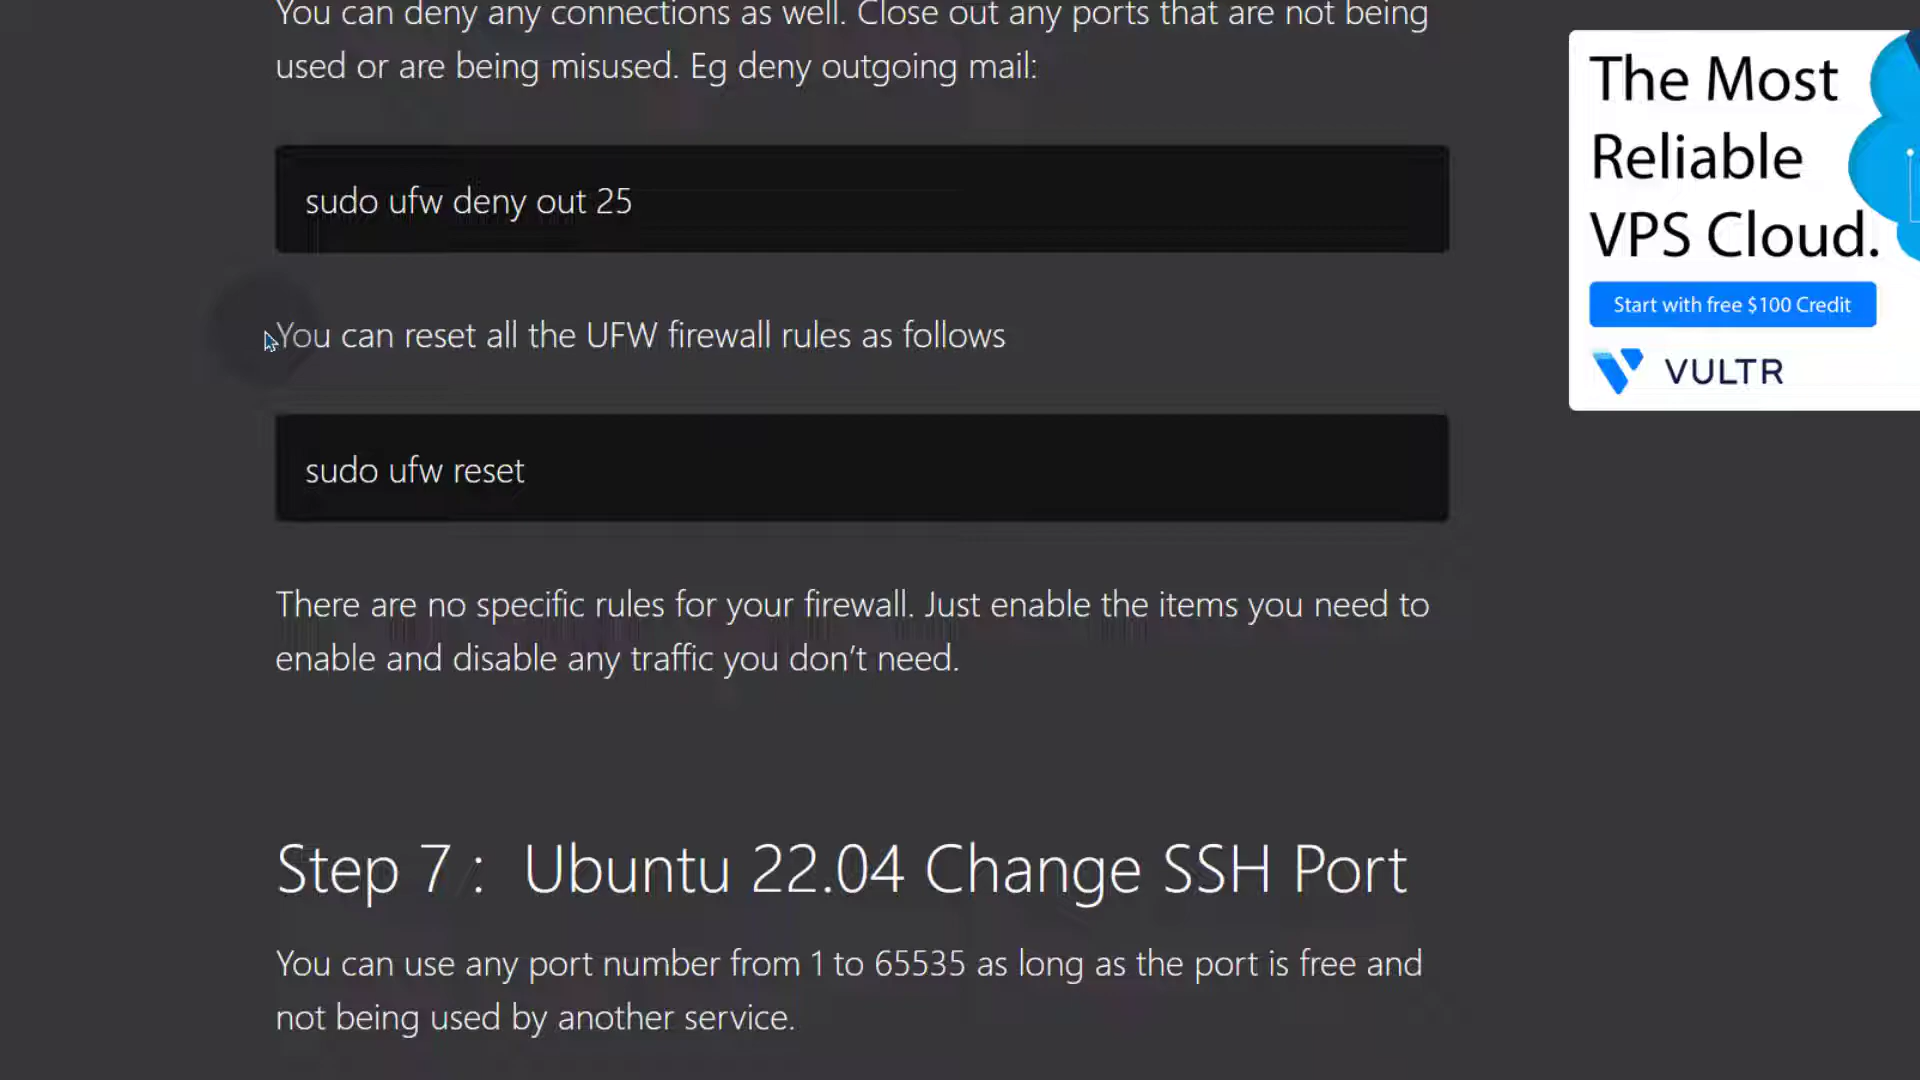 You can deny any connections as well. Close out any ports that are not being
used or are being misused. Eg deny outgoing mail:
sudo ufw deny out 25
You can reset all the UFW firewall rules as follows
sudo ufw reset
There are no specific rules for your firewall. Just enable the items you need to
enable and disable any traffic you don’t need.
Step 7 : Ubuntu 22.04 Change SSH Port
You can use any port number from 1 to 65535 as long as the port is free and
not being used by another service.
The Most
Reliable
VPS Cloud.
Start with free $100 Credit
VULTR